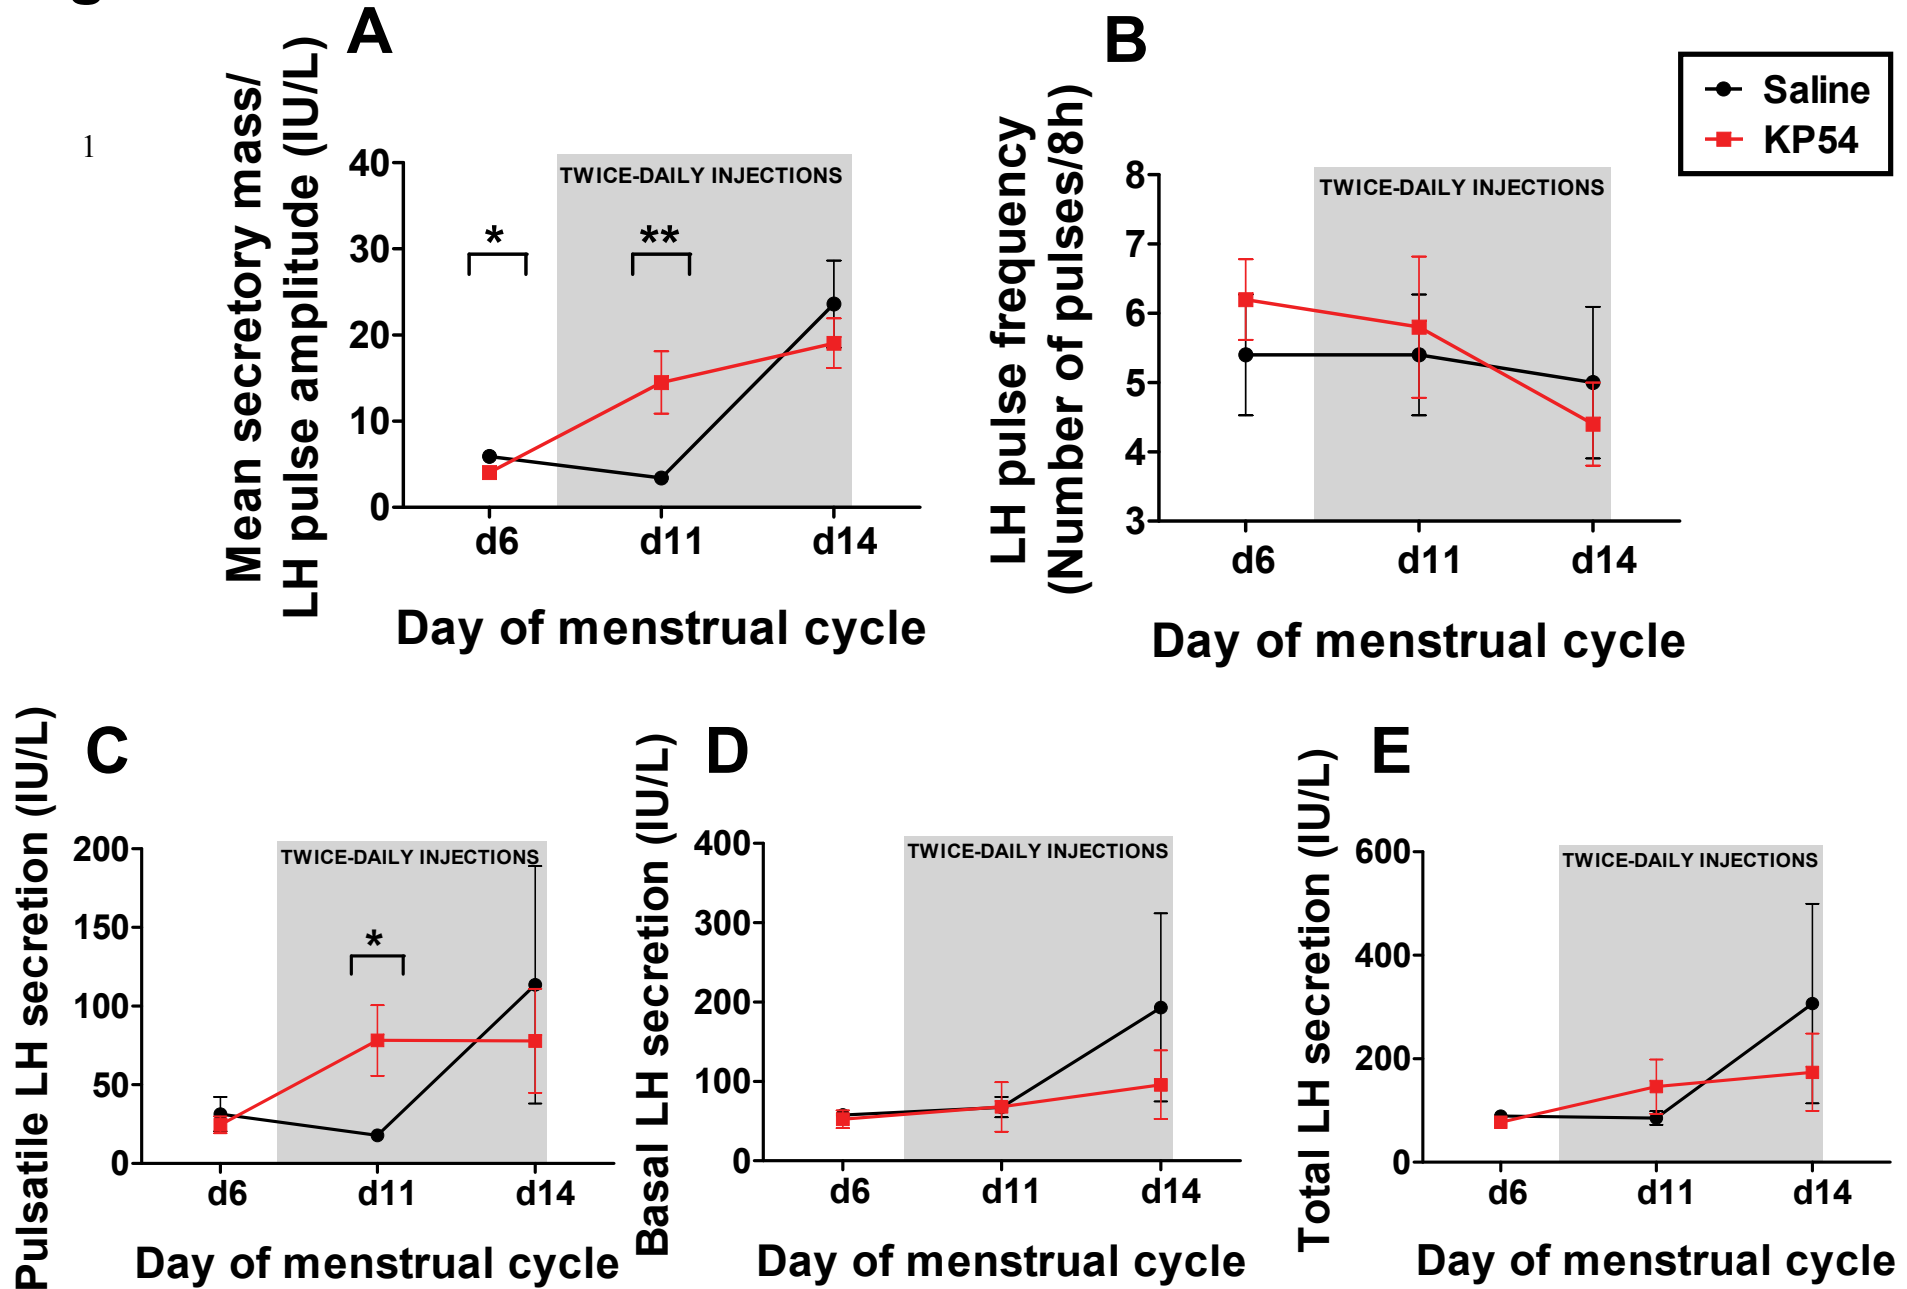 A
B
Saline
KP54
1
Mean secretory mass/
LH pulse amplitude (IU/L)
40
30
20
10
0
TWICE-DAILY INJECTIONS
*
**
d6
d11
d14
Day of menstrual cycle
LH pulse frequency
(Number of pulses/8h)
8
7
6
5
4
3
TWICE-DAILY INJECTIONS
d6
d11
d14
Day of menstrual cycle
C
Pulsatile LH secretion (IU/L)
200
150
100
50
0
TWICE-DAILY INJECTIONS
*
d6
d11
d14
Day of menstrual cycle
D
Basal LH secretion (IU/L)
400
300
200
100
0
TWICE-DAILY INJECTIONS
d6
d11
d14
Day of menstrual cycle
E
Total LH secretion (IU/L)
600
400
200
0
TWICE-DAILY INJECTIONS
d6
d11
d14
Day of menstrual cycle